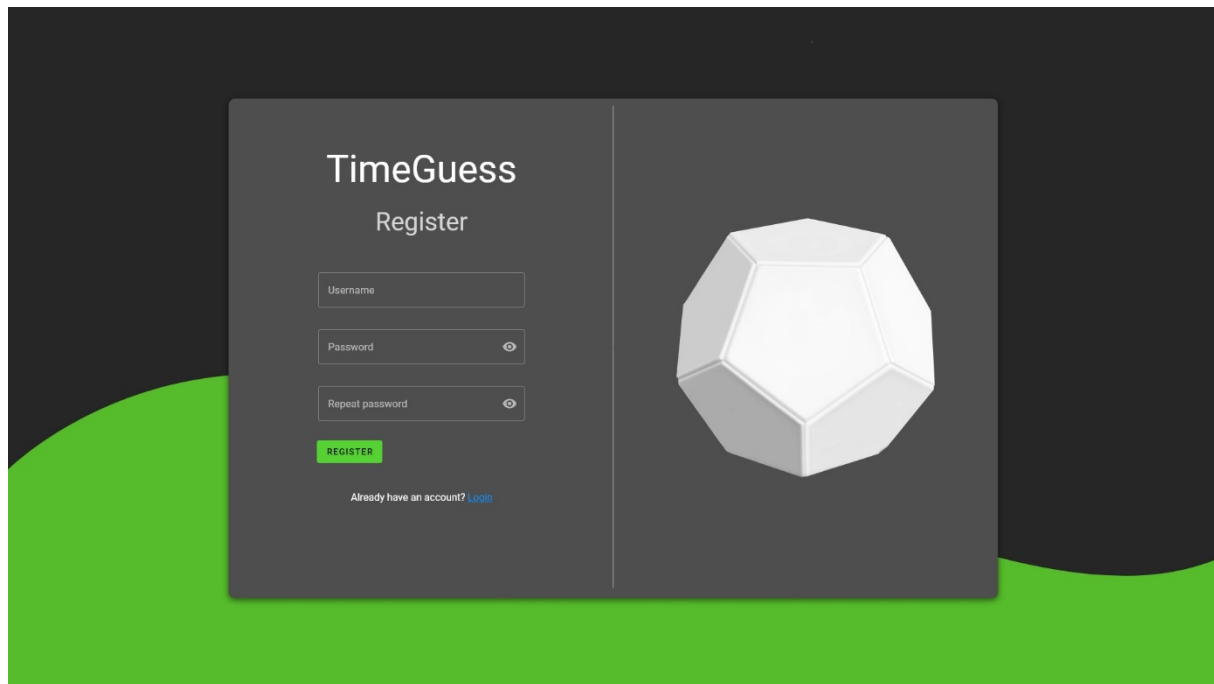 TimeGuess
Register
Username
Password
Repeat password
REGISTER
Already have an account? Login